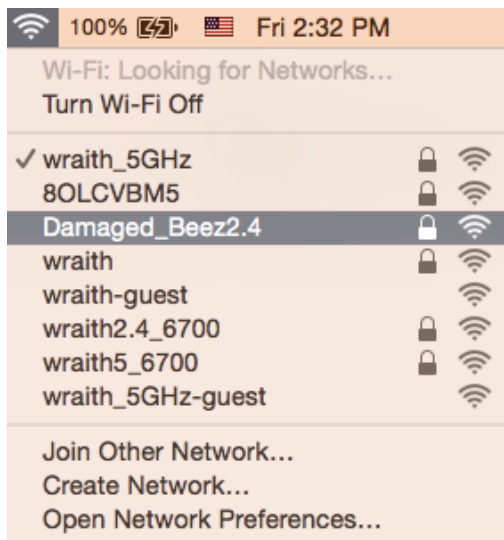 100% Fri 2:32 PM
Wi-Fi: Looking for Networks...
Turn Wi-Fi Off
wraith_5GHz
8OLCVBM5
Damaged_Beez2.4
wraith
wraith-guest
wraith2.4_6700
wraith5_6700
wraith_5GHz-guest
Join Other Network...
Create Network...
Open Network Preferences...